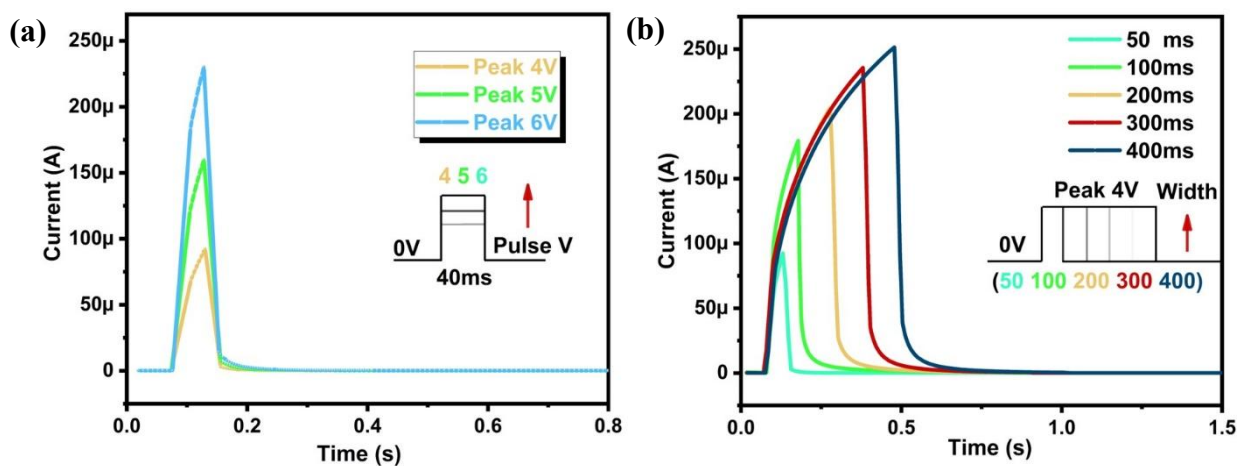 (a)
250μ
200μ
150μ
100μ
50μ
0
Current (A)
0.0 0.2 0.4 0.6 0.8
Time (s)
Peak 4V
Peak 5V
Peak 6V
4 5 6
0V
Pulse V
40ms
(b)
250μ
200μ
150μ
100μ
50μ
0
Current (A)
0.0 0.5 1.0 1.5
Time (s)
50 ms
100ms
200ms
300ms
400ms
Peak 4V Width
0V
(50 100 200 300 400)